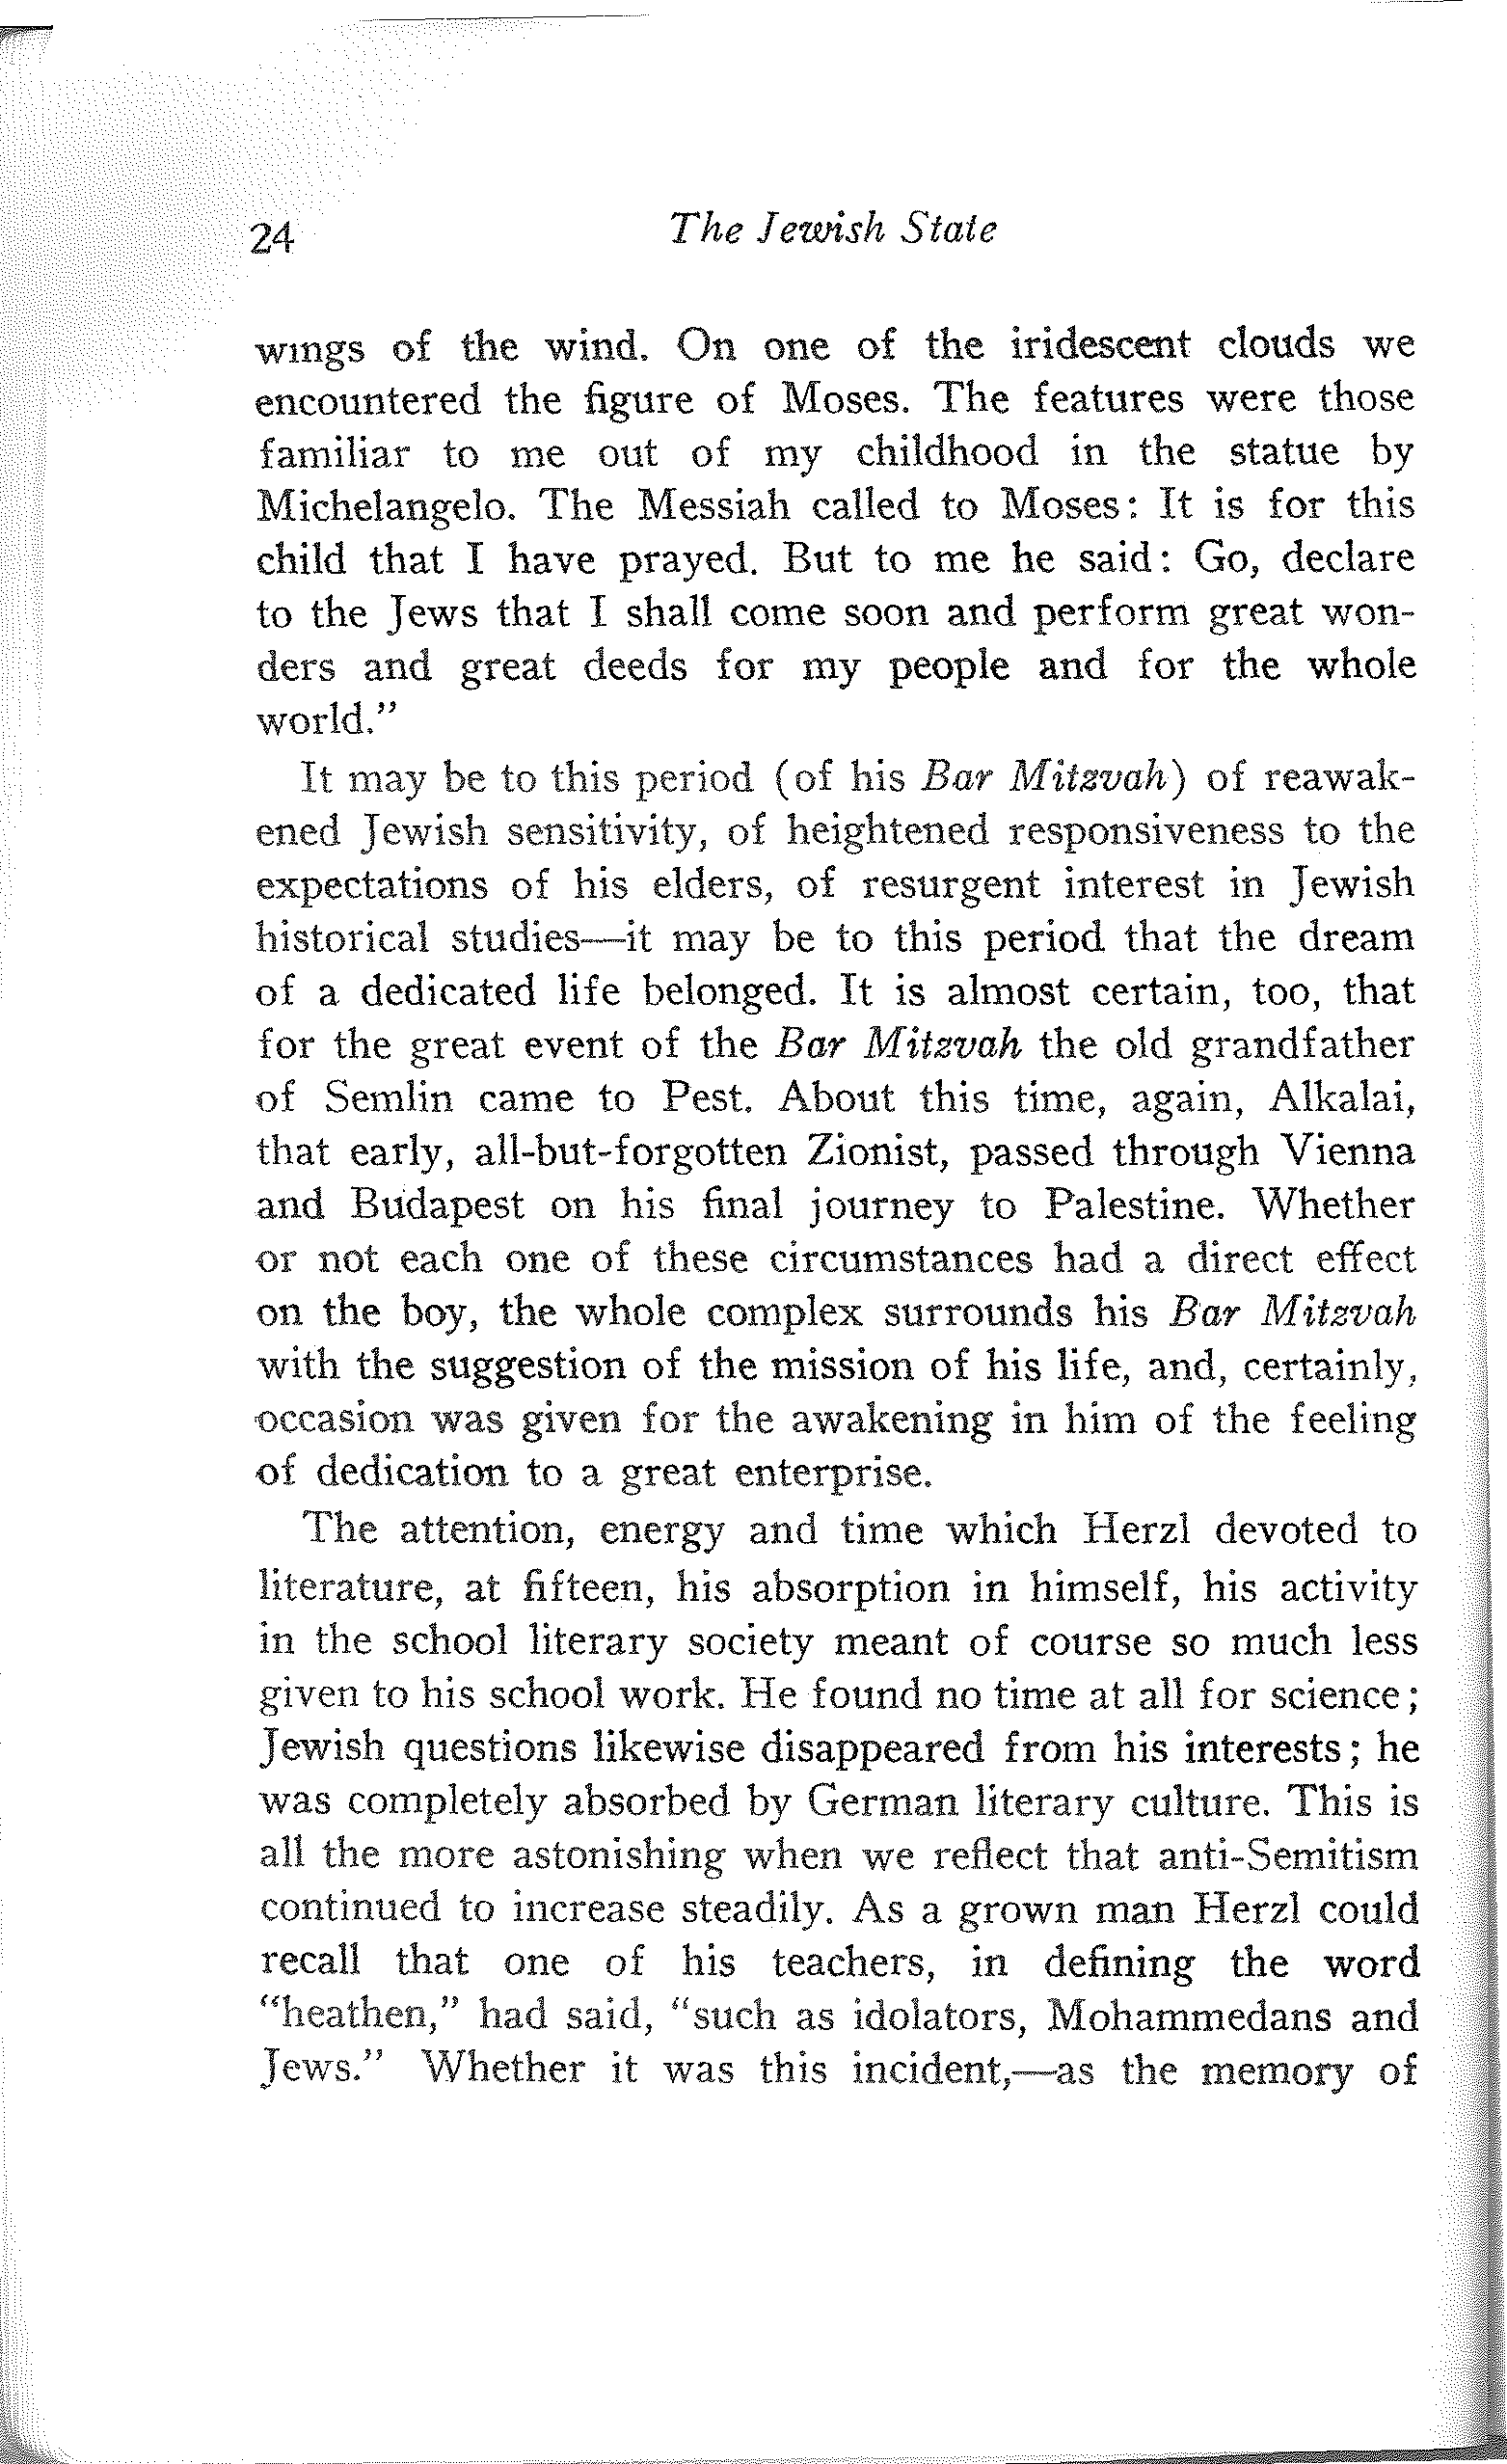 24 The Jewish State
wings of the wind. On one of the iridescent clouds we
encountered the figure of Moses. The features were those
familiar to me out of my childhood in the statue by
Michelangelo. The Messiah called to Moses: It is for this
child that I have prayed. But to me he said: Go, declare
to the Jews that I shall come soon and perform great won-
ders and great deeds for my people and for the whole
world."
It may be to this period (of his Bar Mitzvah) of reawak-
ened Jewish sensitivity, of heightened responsiveness to the
expectations of his elders, of resurgent interest in Jewish
historical studies—it may be to this period that the dream
of a dedicated life belonged. It is almost certain, too, that
for the great event of the Bar Mitzvah the old grandfather
of Semlin came to Pest. About this time, again, Alkalai,
that early, all-but-forgotten Zionist, passed through Vienna
and Budapest on his final journey to Palestine. Whether
or not each one of these circumstances had a direct effect
on the boy, the whole complex surrounds his Bar Mitzvah
with the suggestion of the mission of his life, and, certainly,
occasion was given for the awakening in him of the feeling
of dedication to a great enterprise.
The attention, energy and time which Herzl devoted to
literature, at fifteen, his absorption in himself, his activity
in the school literary society meant of course so much less
given to his school work. He found no time at all for science;
Jewish questions likewise disappeared from his interests; he
was completely absorbed by German literary culture. This is
all the more astonishing when we reflect that anti-Semitism
continued to increase steadily. As a grown man Herzl could
recall that one of his teachers, in defining the word
"heathen," had said, "such as idolators, Mohammedans and
Jews." Whether it was this incident,—as the memory of